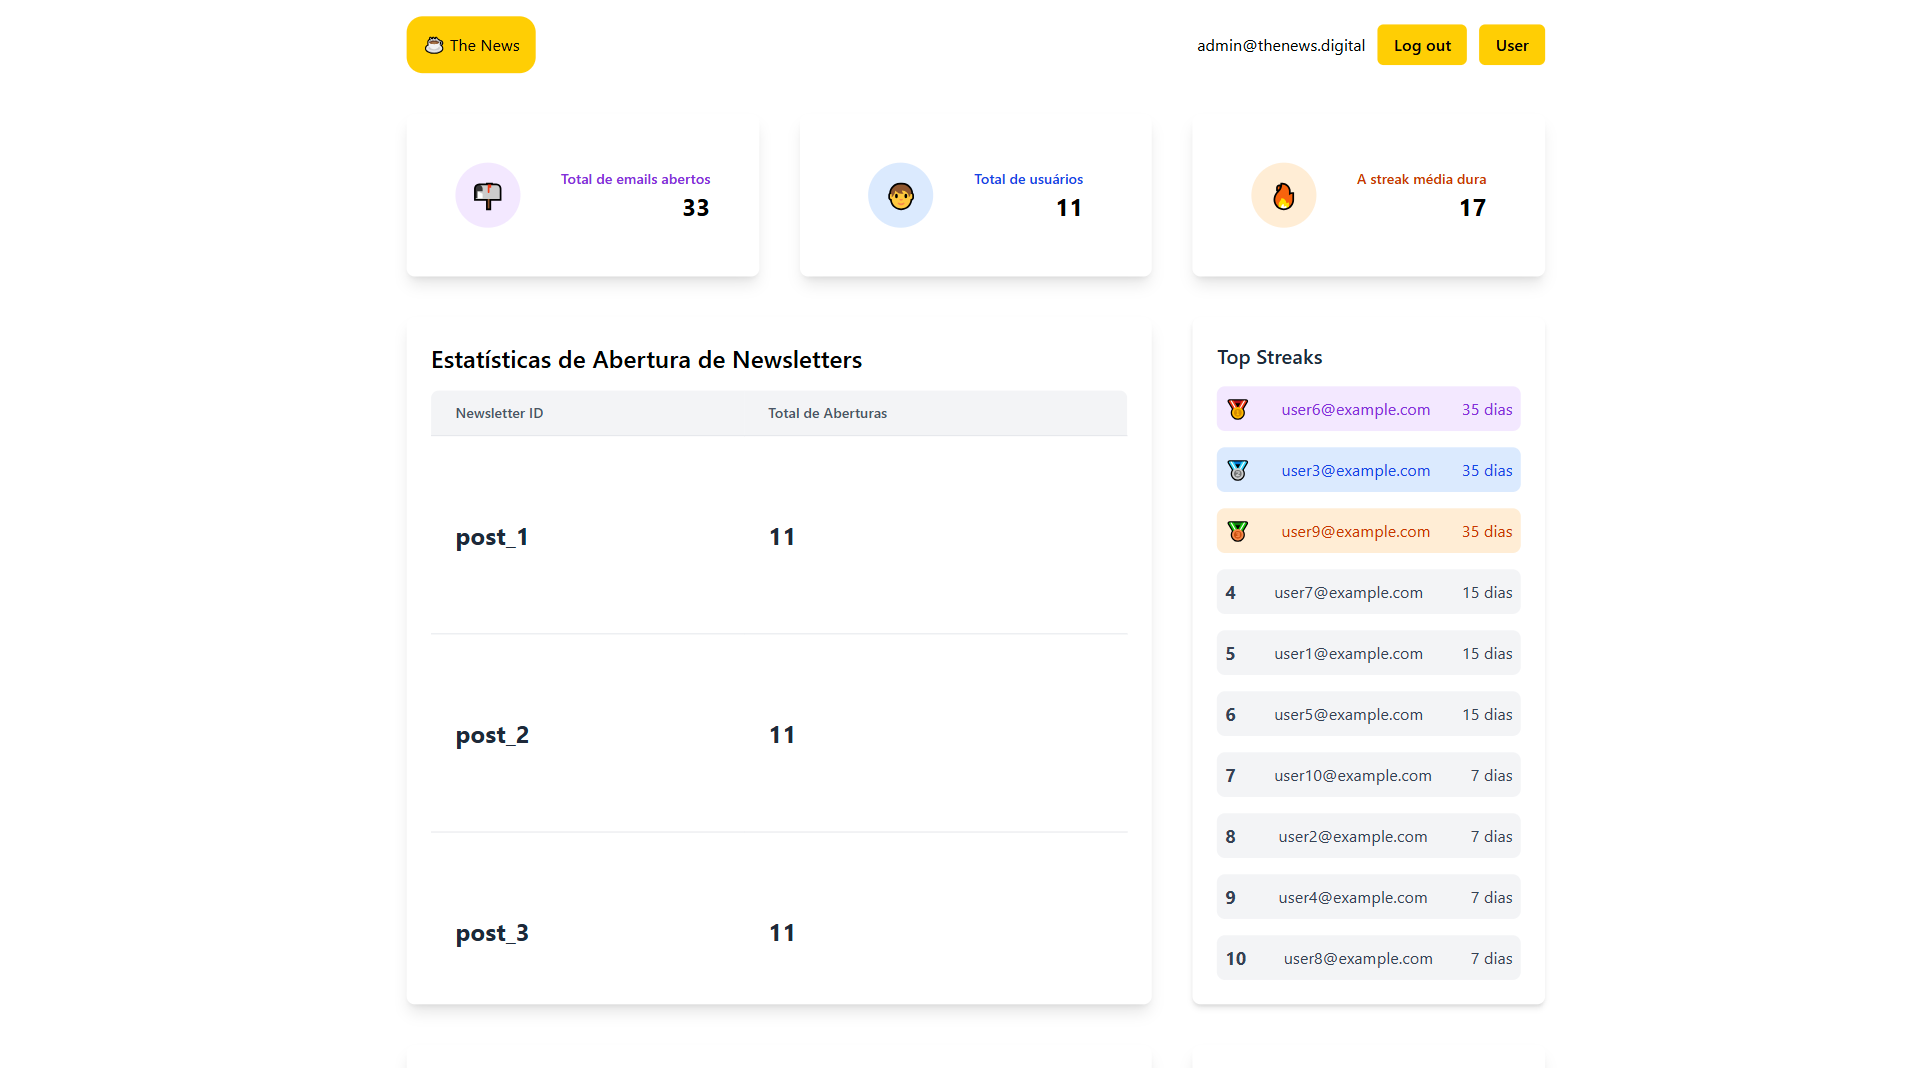 The News
admin@thenews.digital
Log out
User
Total de emails abertos
33
Total de usuários
11
A streak média dura
17
Estatísticas de Abertura de Newsletters
Newsletter ID Total de Aberturas
post_1 11
post_2 11
post_3 11
Top Streaks
user6@example.com 35 dias
user3@example.com 35 dias
user9@example.com 35 dias
4 user7@example.com 15 dias
5 user1@example.com 15 dias
6 user5@example.com 15 dias
7 user10@example.com 7 dias
8 user2@example.com 7 dias
9 user4@example.com 7 dias
10 user8@example.com 7 dias